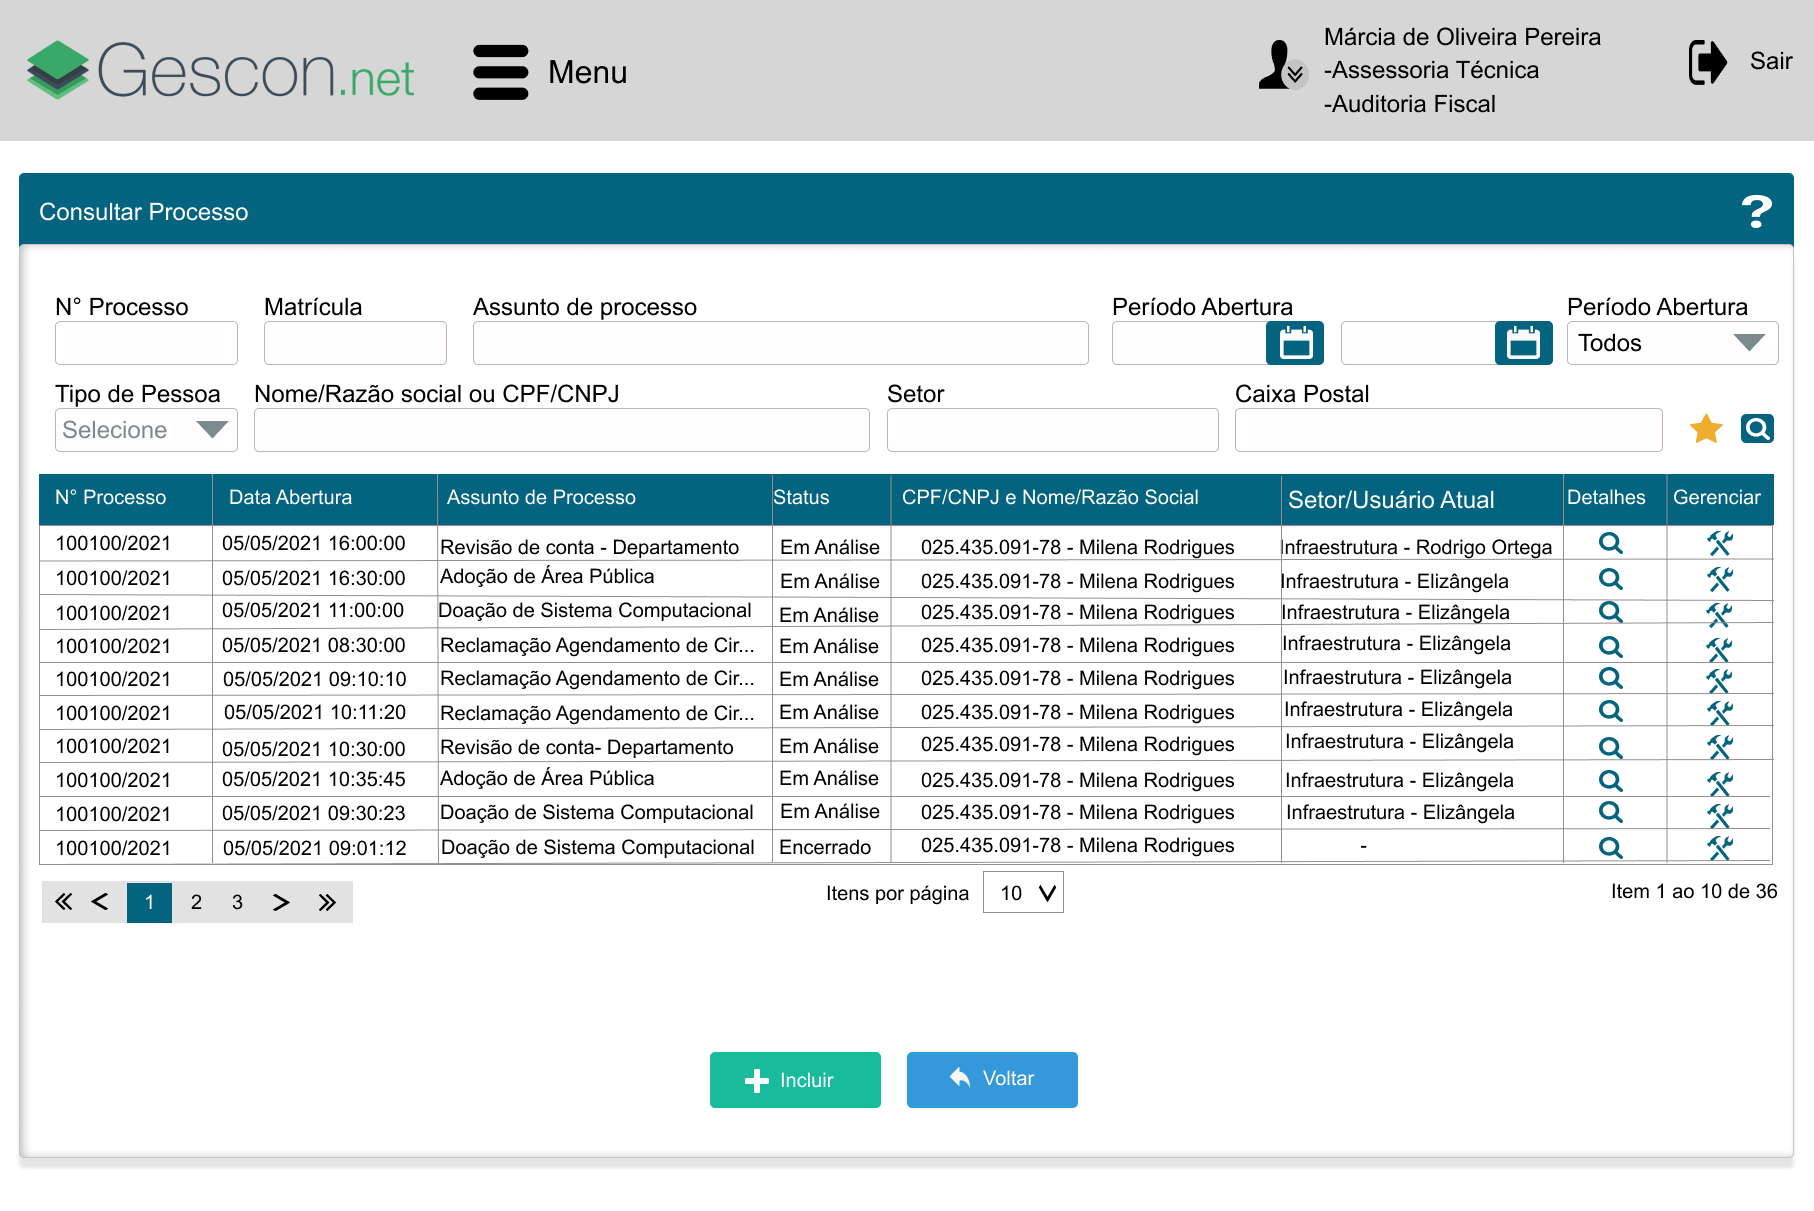 Gescon.net
Menu
Márcia de Oliveira Pereira
-Assessoria Técnica
-Auditoria Fiscal
Sair
Consultar Processo
?
N° Processo Matrícula Assunto de processo Período Abertura Período Abertura
Todos
Tipo de Pessoa Nome/Razão social ou CPF/CNPJ Setor Caixa Postal
Selecione
N° Processo Data Abertura Assunto de Processo Status CPF/CNPJ e Nome/Razão Social Setor/Usuário Atual Detalhes Gerenciar
100100/2021 05/05/2021 16:00:00 Revisão de conta - Departamento Em Análise 025.435.091-78 - Milena Rodrigues Infraestrutura - Rodrigo Ortega
100100/2021 05/05/2021 16:30:00 Adoção de Área Pública Em Análise 025.435.091-78 - Milena Rodrigues Infraestrutura - Elizângela
100100/2021 05/05/2021 11:00:00 Doação de Sistema Computacional Em Análise 025.435.091-78 - Milena Rodrigues Infraestrutura - Elizângela
100100/2021 05/05/2021 08:30:00 Reclamação Agendamento de Cir... Em Análise 025.435.091-78 - Milena Rodrigues Infraestrutura - Elizângela
100100/2021 05/05/2021 09:10:10 Reclamação Agendamento de Cir... Em Análise 025.435.091-78 - Milena Rodrigues Infraestrutura - Elizângela
100100/2021 05/05/2021 10:11:20 Reclamação Agendamento de Cir... Em Análise 025.435.091-78 - Milena Rodrigues Infraestrutura - Elizângela
100100/2021 05/05/2021 10:30:00 Revisão de conta- Departamento Em Análise 025.435.091-78 - Milena Rodrigues Infraestrutura - Elizângela
100100/2021 05/05/2021 10:35:45 Adoção de Área Pública Em Análise 025.435.091-78 - Milena Rodrigues Infraestrutura - Elizângela
100100/2021 05/05/2021 09:30:23 Doação de Sistema Computacional Em Análise 025.435.091-78 - Milena Rodrigues Infraestrutura - Elizângela
100100/2021 05/05/2021 09:01:12 Doação de Sistema Computacional Encerrado 025.435.091-78 - Milena Rodrigues -
« < 1 2 3 > » Itens por página 10 Item 1 ao 10 de 36
Incluir Voltar